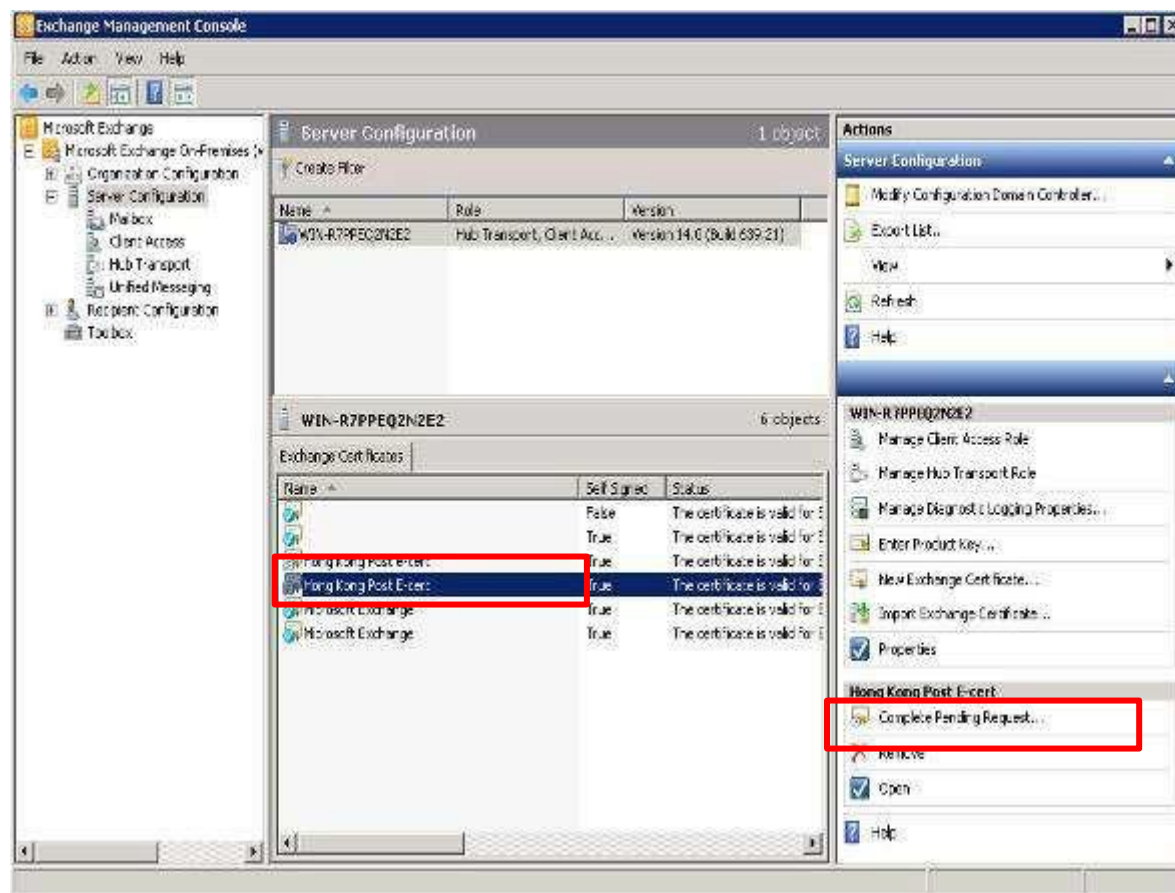 Exchange Management Console
File Action View Help
Microsoft Exchange
Microsoft Exchange On-Premises (w
Organization Configuration
Server Configuration
Mailbox
Client Access
Hub Transport
Unified Messaging
Recipient Configuration
Toolbox
Server Configuration 1 object
Create Filter
Name Role Version
WIN-R7PPEQ2N2E2 Hub Transport, Client Acc... Version 14.0 (Build 639.21)
WIN-R7PPEQ2N2E2 6 objects
Exchange Certificates
Name Self Signed Status
False The certificate is valid for E
True The certificate is valid for E
Hong Kong Post e-cert True The certificate is valid for E
Hong Kong Post E-cert True The certificate is valid for E
Microsoft Exchange True The certificate is valid for E
Microsoft Exchange True The certificate is valid for E
Actions
Server Configuration
Modify Configuration Domain Controller...
Export List...
View
Refresh
Help
WIN-R7PPEQ2N2E2
Manage Client Access Role
Manage Hub Transport Role
Manage Diagnostic Logging Properties...
Enter Product Key...
New Exchange Certificate...
Import Exchange Certificate...
Properties
Hong Kong Post E-cert
Complete Pending Request...
Remove
Open
Help